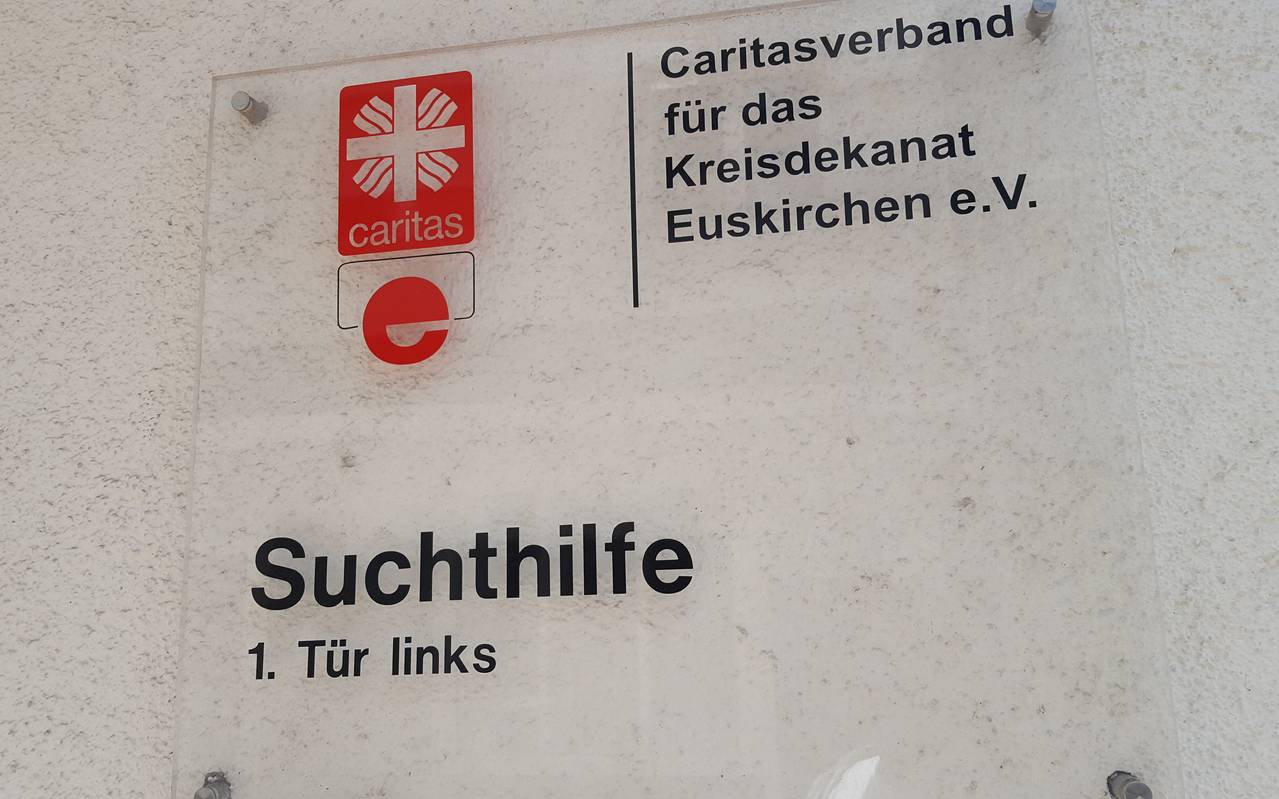 caritas
e
Caritasverband
für das
Kreisdekanat
Euskirchen e.V.
Suchthilfe
1. Tür links